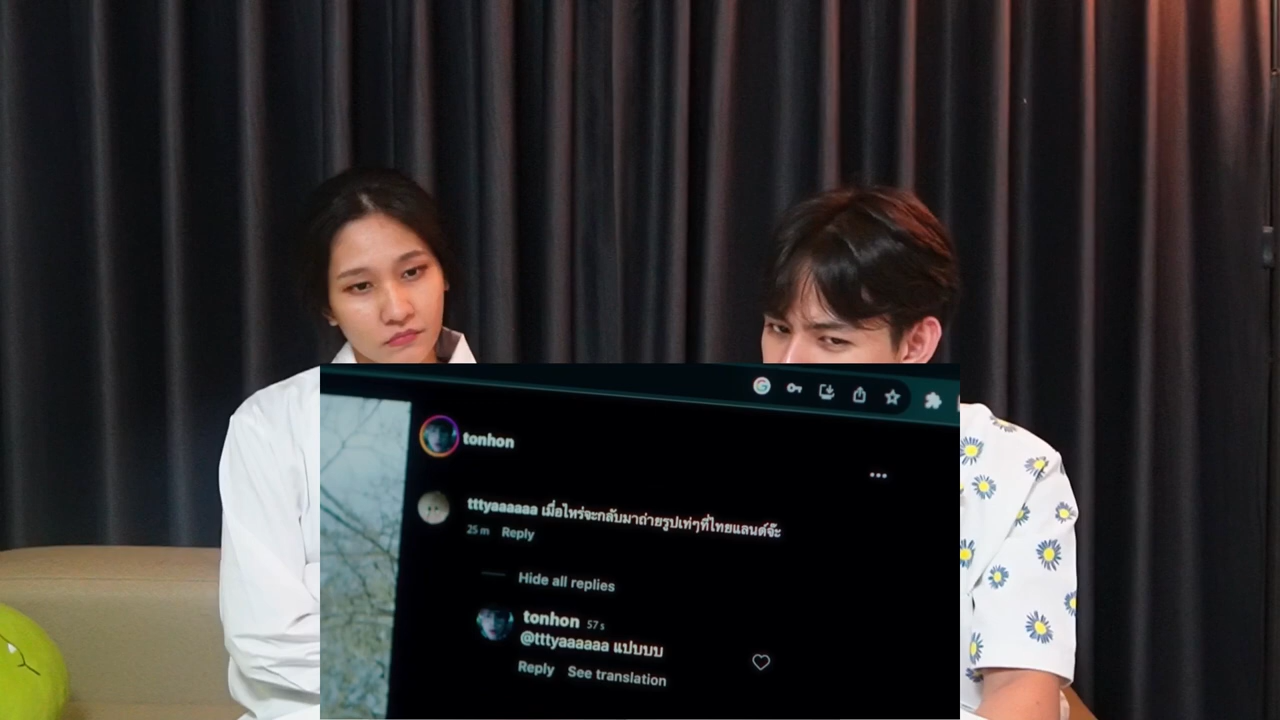 tonhon
tttyaaaaaa เมื่อไหร่จะกลับมาถ่ายรูปเท่ๆที่ไทยแลนด์จ๊ะ
25 m Reply
Hide all replies
tonhon 57 s
@tttyaaaaaa แปบบบ
Reply See translation